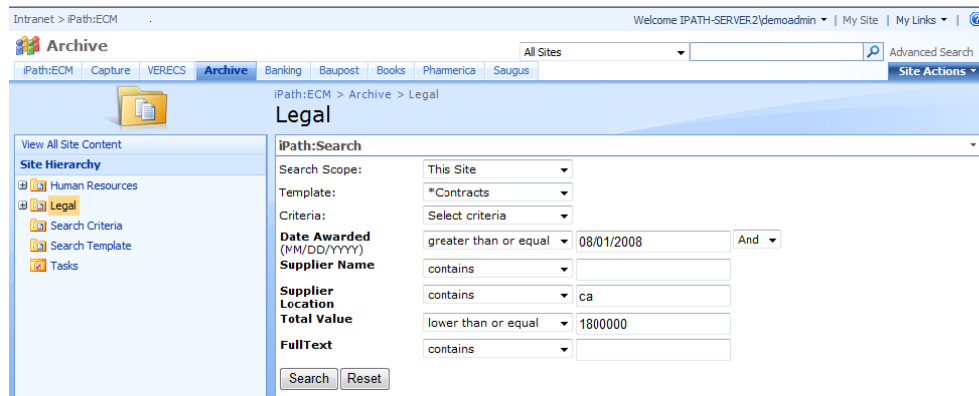 Intranet > iPath:ECM
Welcome IPATH-SERVER2\demoadmin | My Site | My Links
Archive
All Sites
Advanced Search
iPath:ECM Capture VERECS Archive Banking Baupost Books Phamerica Saugus
Site Actions
iPath:ECM > Archive > Legal
Legal
View All Site Content
Site Hierarchy
Human Resources
Legal
Search Criteria
Search Template
Tasks
iPath:Search
Search Scope: This Site
Template: *Contracts
Criteria: Select criteria
Date Awarded (MM/DD/YYYY) greater than or equal 08/01/2008 And
Supplier Name contains
Supplier Location contains ca
Total Value lower than or equal 1800000
FullText contains
Search Reset